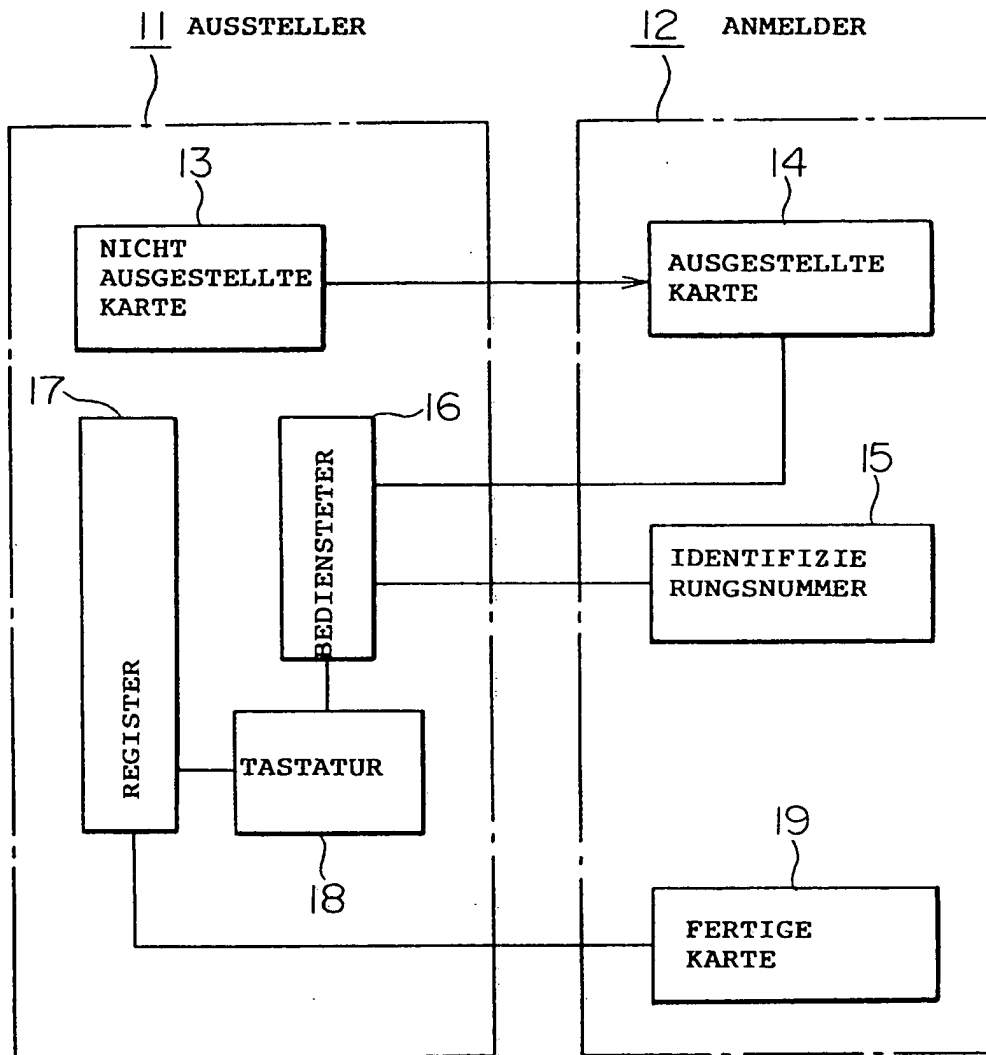 11 AUSSTELLER
12 ANMELDER
13
14
NICHT
AUSGESTELLTE
KARTE
AUSGESTELLTE
KARTE
17
16
15
REGISTER
BEDIENSTETER
IDENTIFIZIE
RUNGSNUMMER
TASTATUR
18
19
FERTIGE
KARTE